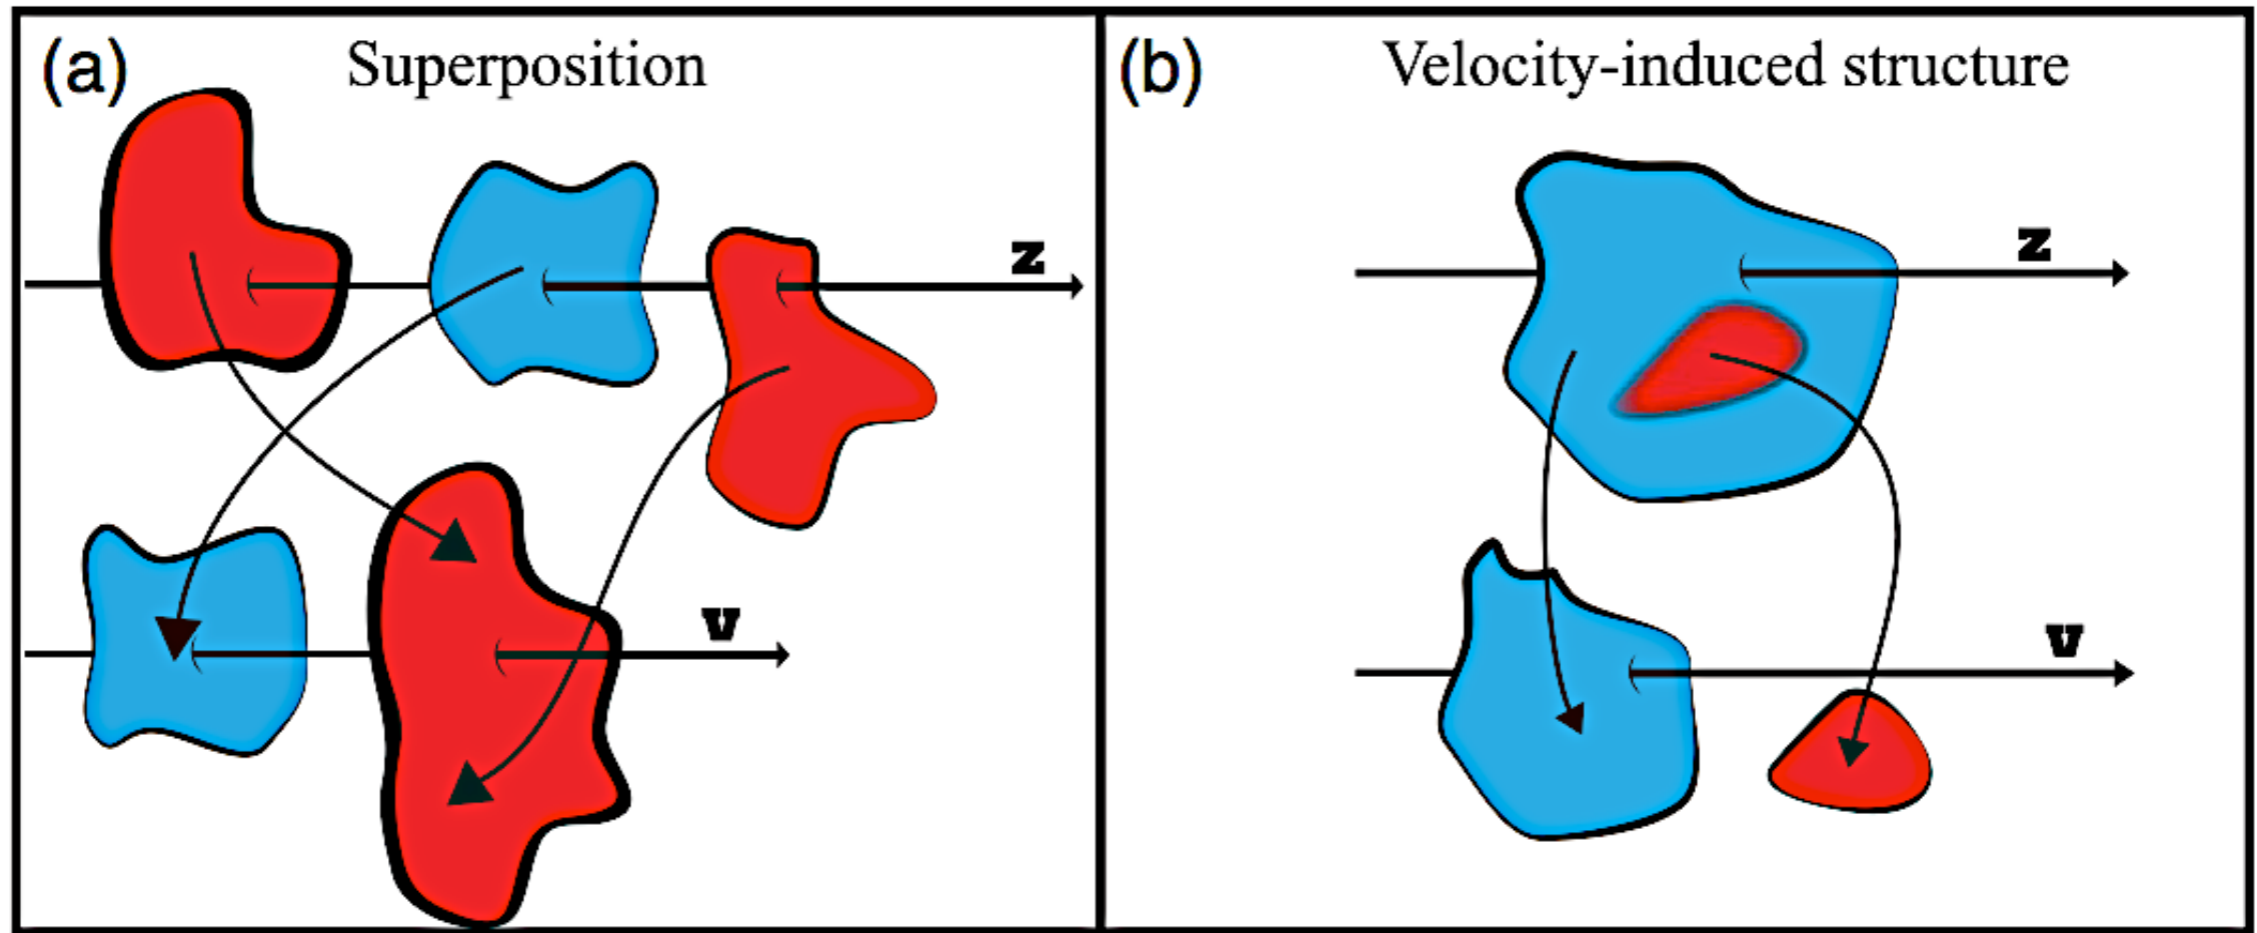 (a) Superposition
z
v
(b) Velocity-induced structure
z
v